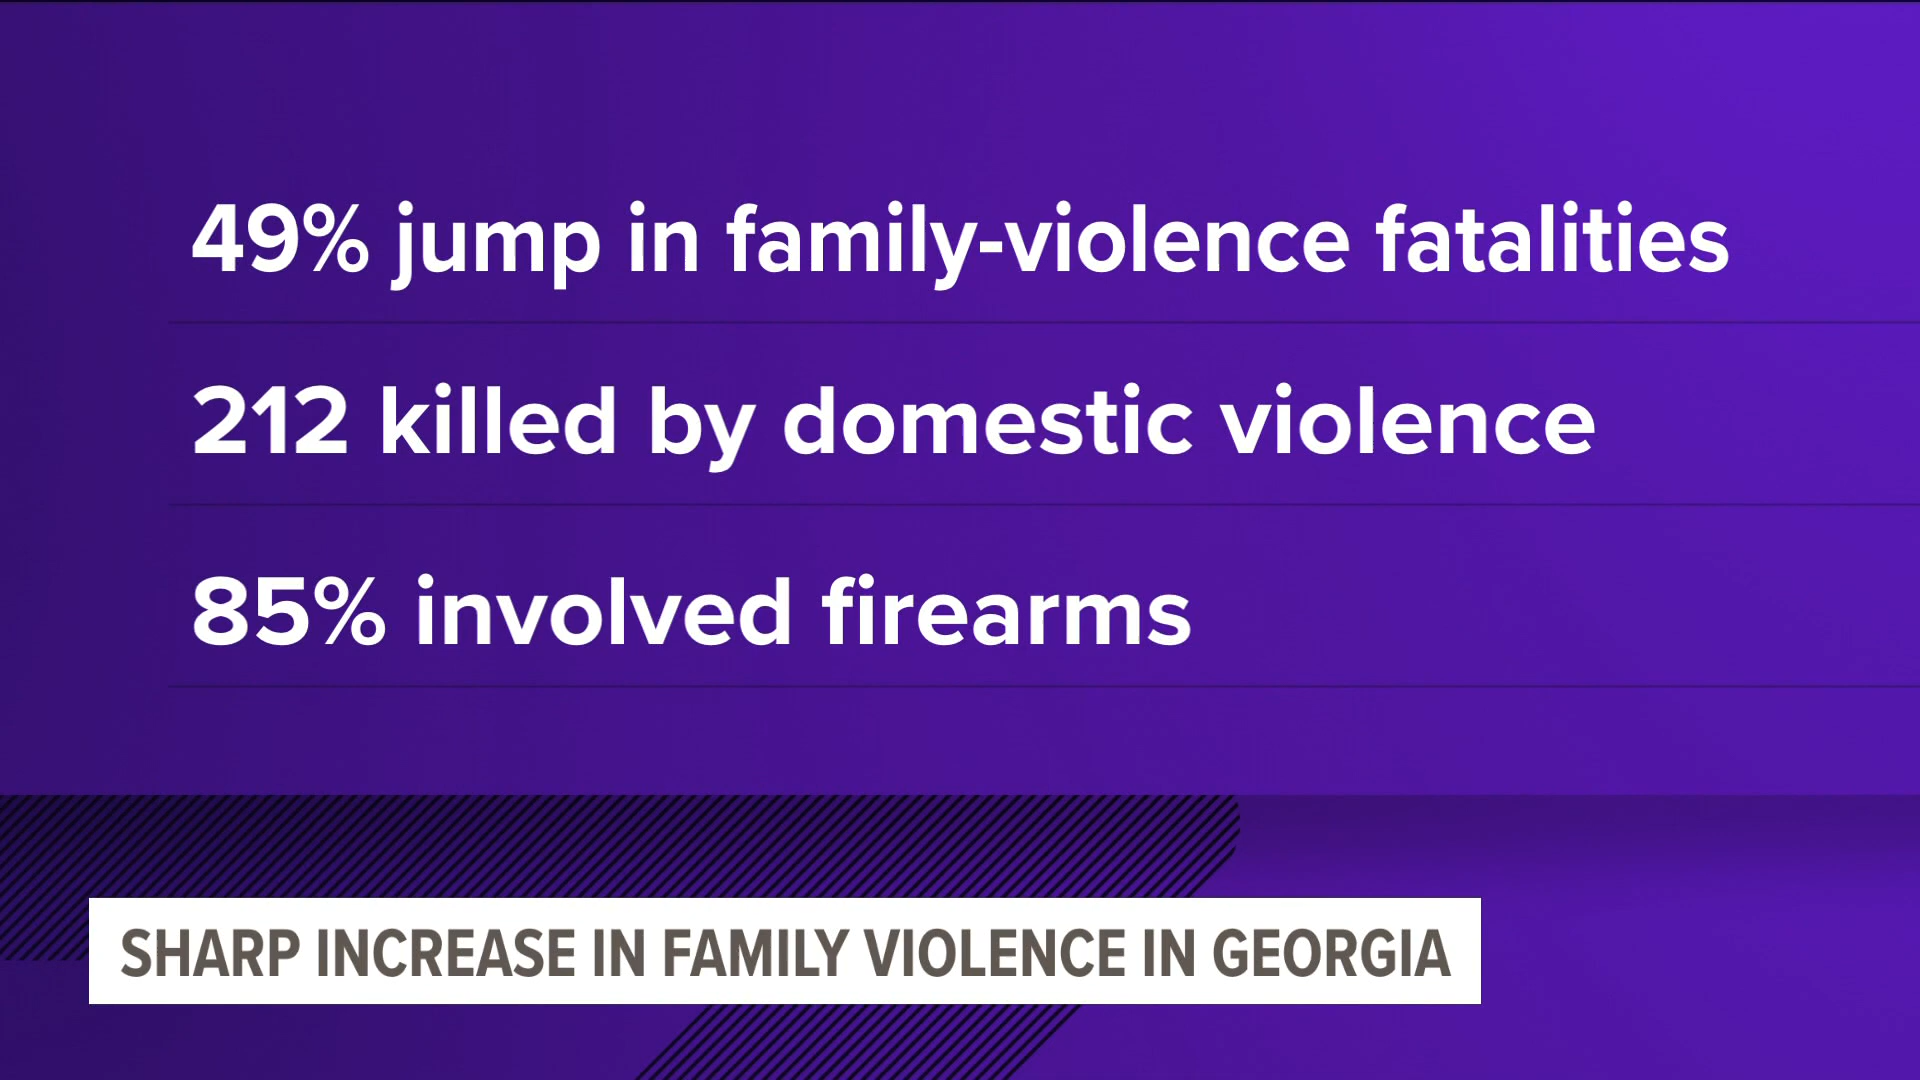 49% jump in family-violence fatalities
212 killed by domestic violence
85% involved firearms
SHARP INCREASE IN FAMILY VIOLENCE IN GEORGIA